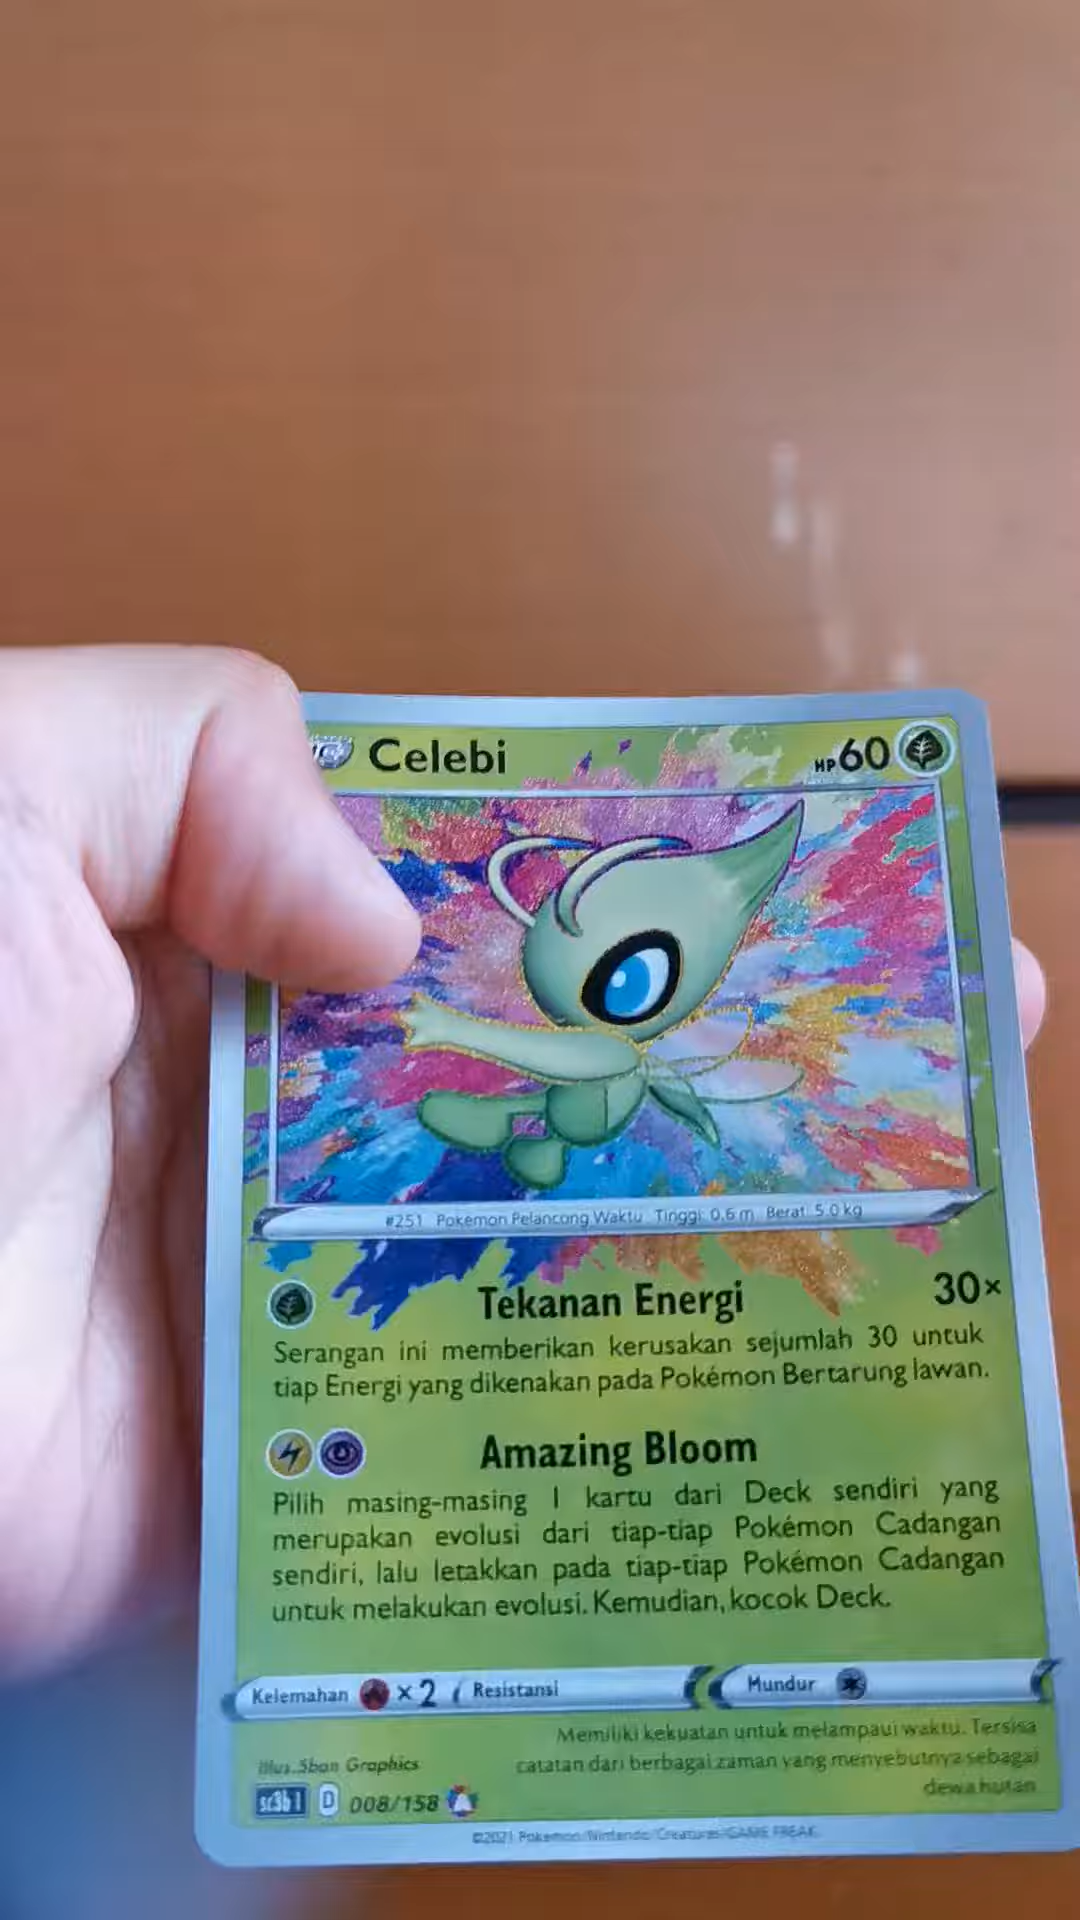 Celebi HP60
#251 Pokémon Pelancong Waktu Tinggi: 0.6 m Berat: 5.0 kg
Tekanan Energi 30×
Serangan ini memberikan kerusakan sejumlah 30 untuk
tiap Energi yang dikenakan pada Pokémon Bertarung lawan.
Amazing Bloom
Pilih masing-masing 1 kartu dari Deck sendiri yang
merupakan evolusi dari tiap-tiap Pokémon Cadangan
sendiri, lalu letakkan pada tiap-tiap Pokémon Cadangan
untuk melakukan evolusi. Kemudian, kocok Deck.
Kelemahan ×2 Resistansi Mundur
Memiliki kekuatan untuk melampaui waktu. Tersisa
catatan dari berbagai zaman yang menyebutnya sebagai
dewa hutan.
Illus. 5ban Graphics
sc3b I D 008/158
©2021 Pokémon/Nintendo/Creatures/GAME FREAK.